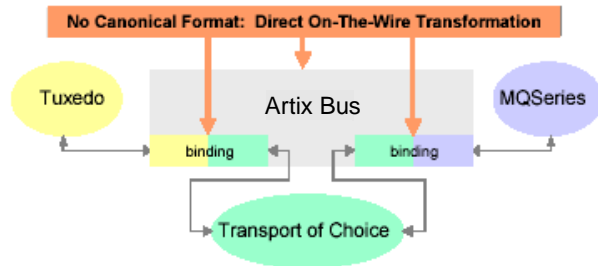 No Canonical Format: Direct On-The-Wire Transformation
Tuxedo
Artix Bus
MQSeries
binding
binding
Transport of Choice